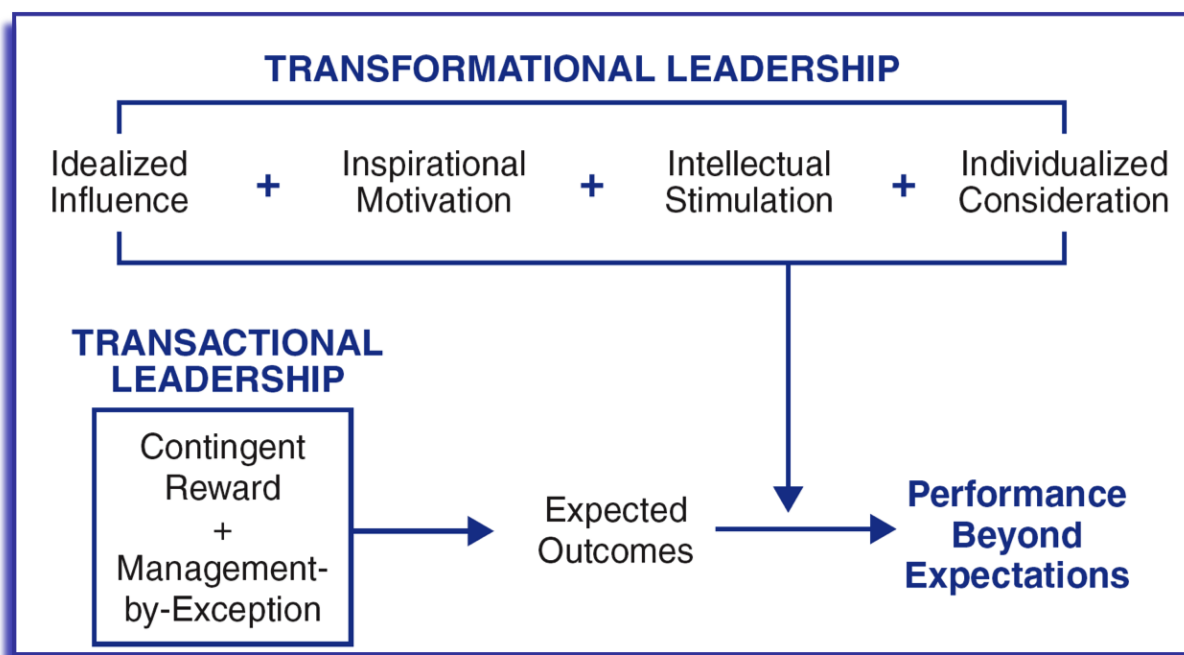 TRANSFORMATIONAL LEADERSHIP
Idealized
Influence
+
Inspirational
Motivation
+
Intellectual
Stimulation
+
Individualized
Consideration
TRANSACTIONAL
LEADERSHIP
Contingent
Reward
+
Management-
by-Exception
Expected
Outcomes
Performance
Beyond
Expectations